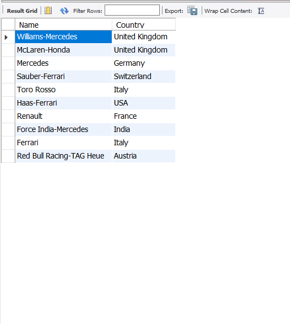 Result Grid Filter Rows: Export: Wrap Cell Content:
Name Country
Williams-Mercedes United Kingdom
McLaren-Honda United Kingdom
Mercedes Germany
Sauber-Ferrari Switzerland
Toro Rosso Italy
Haas-Ferrari USA
Renault France
Force India-Mercedes India
Ferrari Italy
Red Bull Racing-TAG Heue Austria